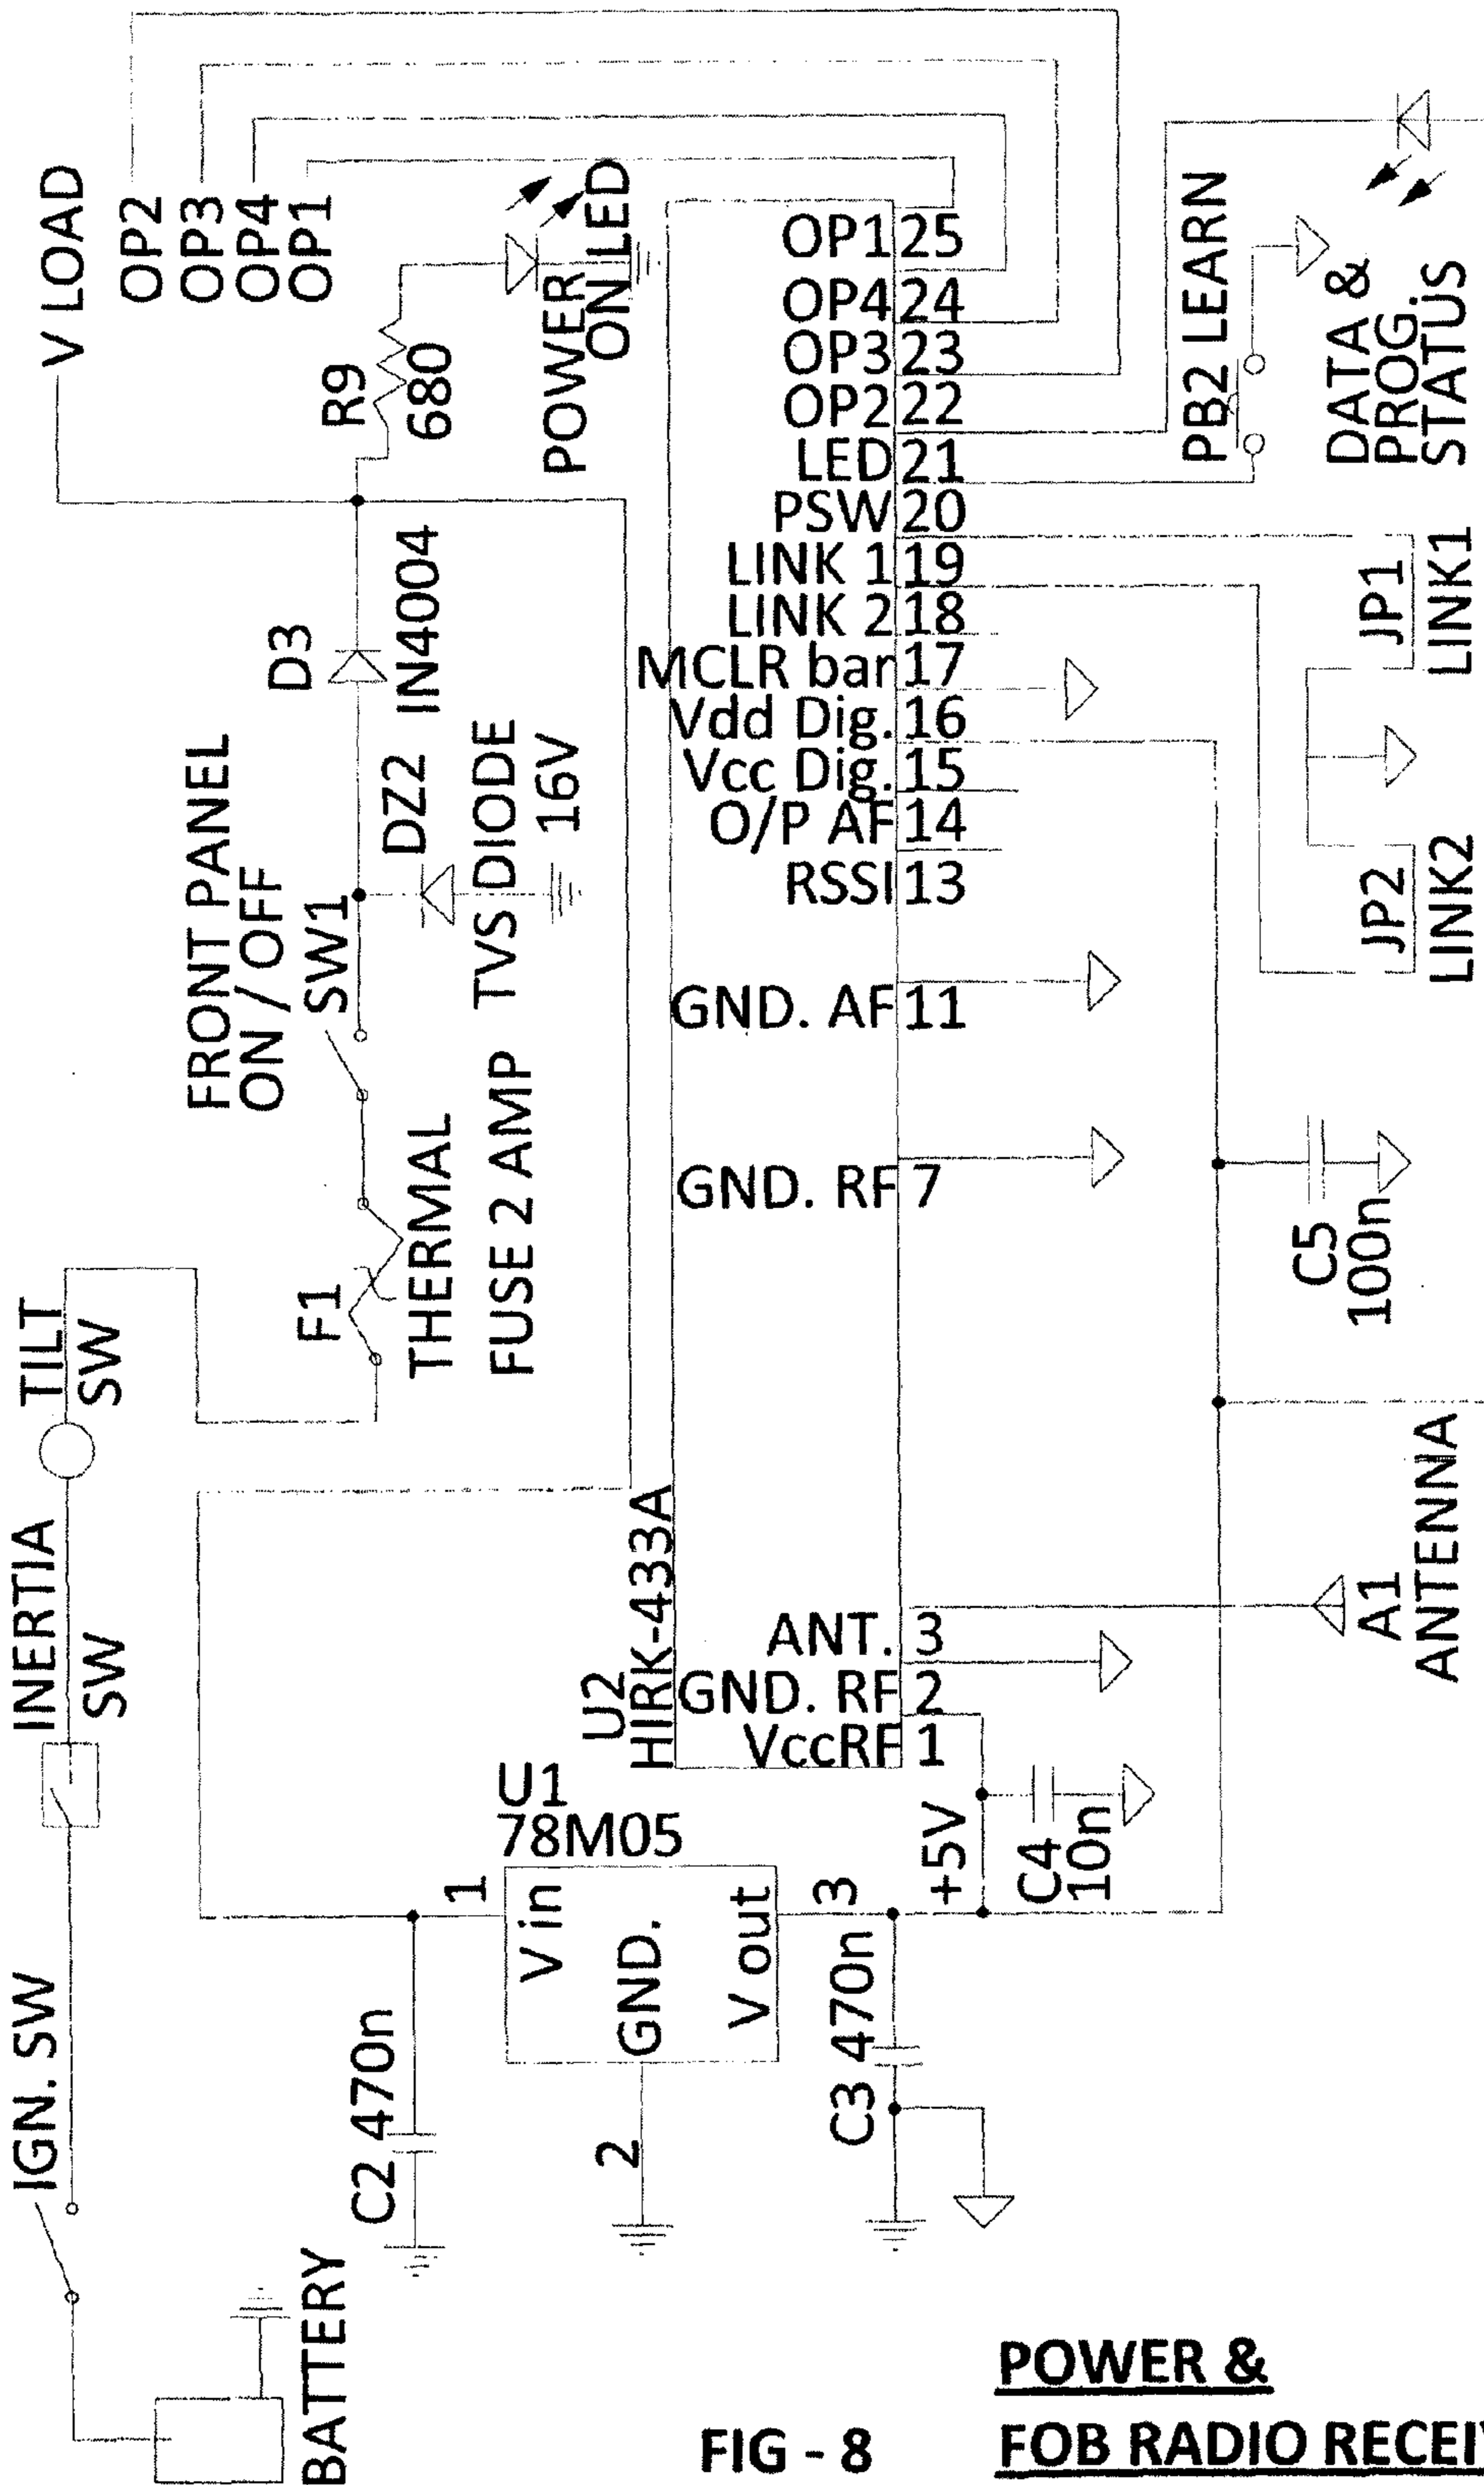 BATTERY
IGN. SW
INERTIA
SW
TILT
SW
F1
THERMAL
FUSE 2 AMP
FRONT PANEL
ON / OFF
SW1
DZ2
TVS DIODE
16V
D3
IN4004
R9
680
POWER
ON LED
V LOAD
OP2
OP3
OP4
OP1
C2 470n
U1
78M05
1
V in
GND.
V out
2
3
C3 470n
+5V
C4
10n
U2
HIRK-433A
OP1 25
OP4 24
OP3 23
OP2 22
LED 21
PSW 20
LINK 1 19
LINK 2 18
MCLR bar 17
Vdd Dig. 16
Vcc Dig. 15
O/P AF 14
RSSI 13
GND. AF 11
GND. RF 7
ANT. 3
GND. RF 2
VccRF 1
A1
ANTENNA
C5
100n
JP2
LINK2
JP1
LINK1
PB2 LEARN
DATA &
PROG.
STATUS
FIG - 8
POWER &
FOB RADIO RECEI